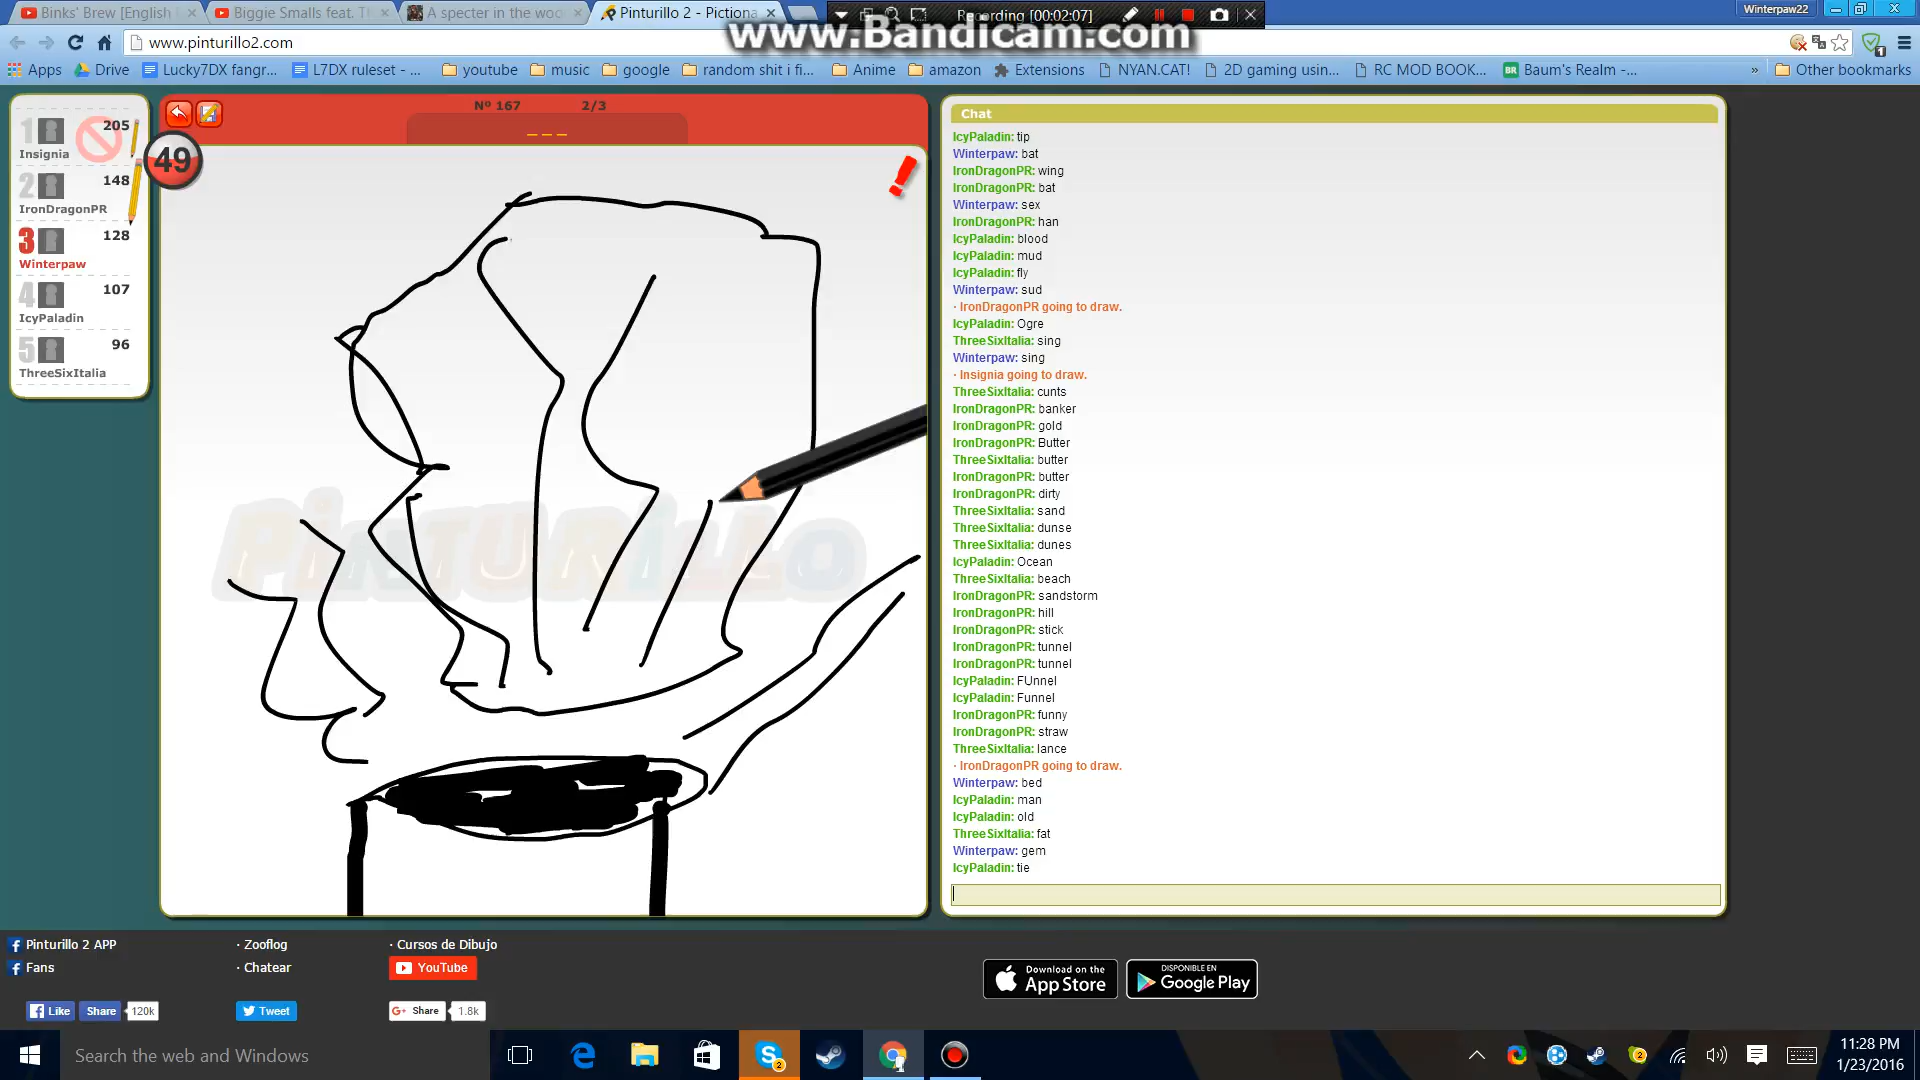 Binks' Brew [English
Biggie Smalls feat. Th
A specter in the woo
Pinturillo 2 - Pictiona
Recording [00:02:07]
Winterpaw22
www.Bandicam.com
www.pinturillo2.com
1
Apps
Drive
Lucky7DX fangr...
L7DX ruleset - ...
youtube
music
google
random shit i fi...
Anime
amazon
Extensions
NYAN.CAT!
2D gaming usin...
RC MOD BOOK...
BR
Baum's Realm -...
»
Other bookmarks
1
205
Insignia
2
148
IronDragonPR
3
128
Winterpaw
4
107
IcyPaladin
5
96
ThreeSixItalia
49
Nº 167
2/3
_ _ _
PINTURILLO
Chat
IcyPaladin: tip
Winterpaw: bat
IronDragonPR: wing
IronDragonPR: bat
Winterpaw: sex
IronDragonPR: han
IcyPaladin: blood
IcyPaladin: mud
IcyPaladin: fly
Winterpaw: sud
· IronDragonPR going to draw.
IcyPaladin: Ogre
ThreeSixItalia: sing
Winterpaw: sing
· Insignia going to draw.
ThreeSixItalia: cunts
IronDragonPR: banker
IronDragonPR: gold
IronDragonPR: Butter
ThreeSixItalia: butter
IronDragonPR: butter
IronDragonPR: dirty
ThreeSixItalia: sand
ThreeSixItalia: dunse
ThreeSixItalia: dunes
IcyPaladin: Ocean
ThreeSixItalia: beach
IronDragonPR: sandstorm
IronDragonPR: hill
IronDragonPR: stick
IronDragonPR: tunnel
IronDragonPR: tunnel
IcyPaladin: FUnnel
IcyPaladin: Funnel
IronDragonPR: funny
IronDragonPR: straw
ThreeSixItalia: lance
· IronDragonPR going to draw.
Winterpaw: bed
IcyPaladin: man
IcyPaladin: old
ThreeSixItalia: fat
Winterpaw: gem
IcyPaladin: tie
Pinturillo 2 APP
· Zooflog
· Cursos de Dibujo
Fans
· Chatear
YouTube
Like
Share
120k
Tweet
G+ Share
1.8k
Download on the
App Store
DISPONIBLE EN
Google Play
Search the web and Windows
2
2
11:28 PM
1/23/2016